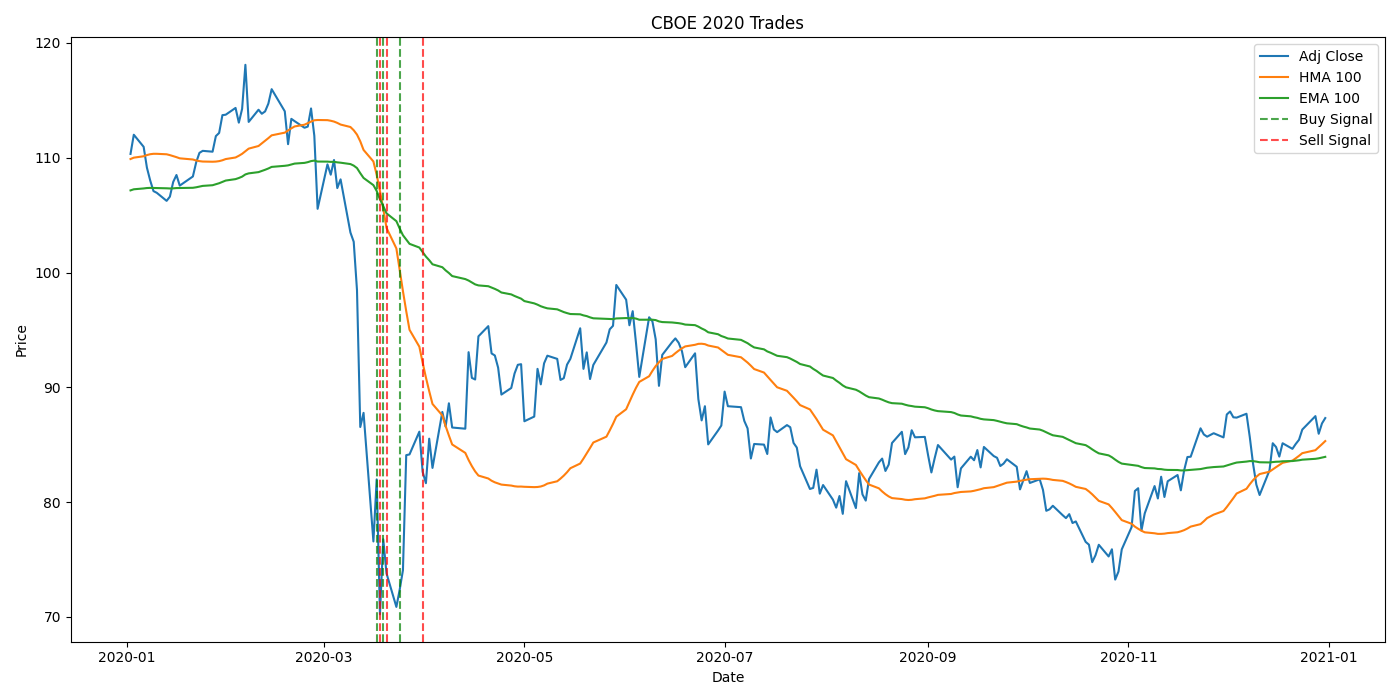 CBOE 2020 Trades
120
110
100
90
80
70
Price
Adj Close
HMA 100
EMA 100
Buy Signal
Sell Signal
2020-01
2020-03
2020-05
2020-07
2020-09
2020-11
2021-01
Date